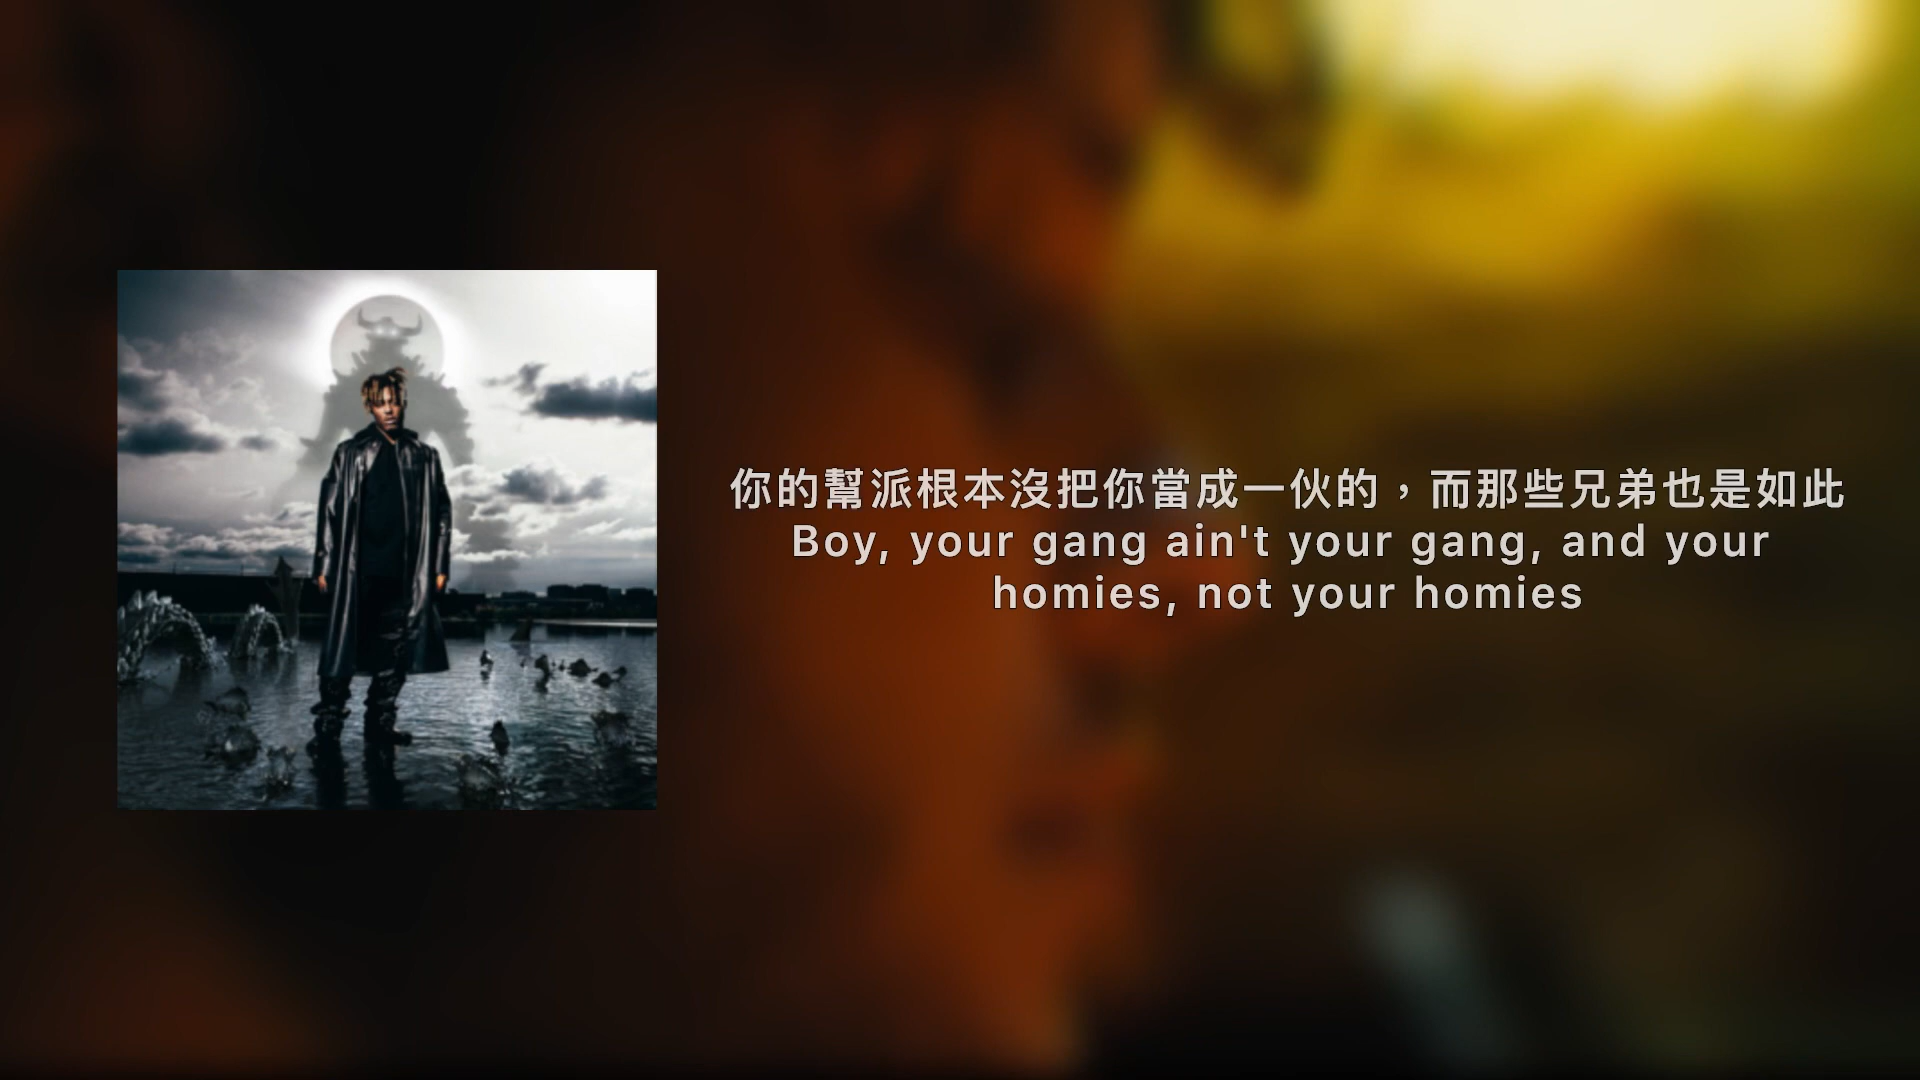 你的幫派根本沒把你當成一伙的，而那些兄弟也是如此
Boy, your gang ain't your gang, and your
homies, not your homies